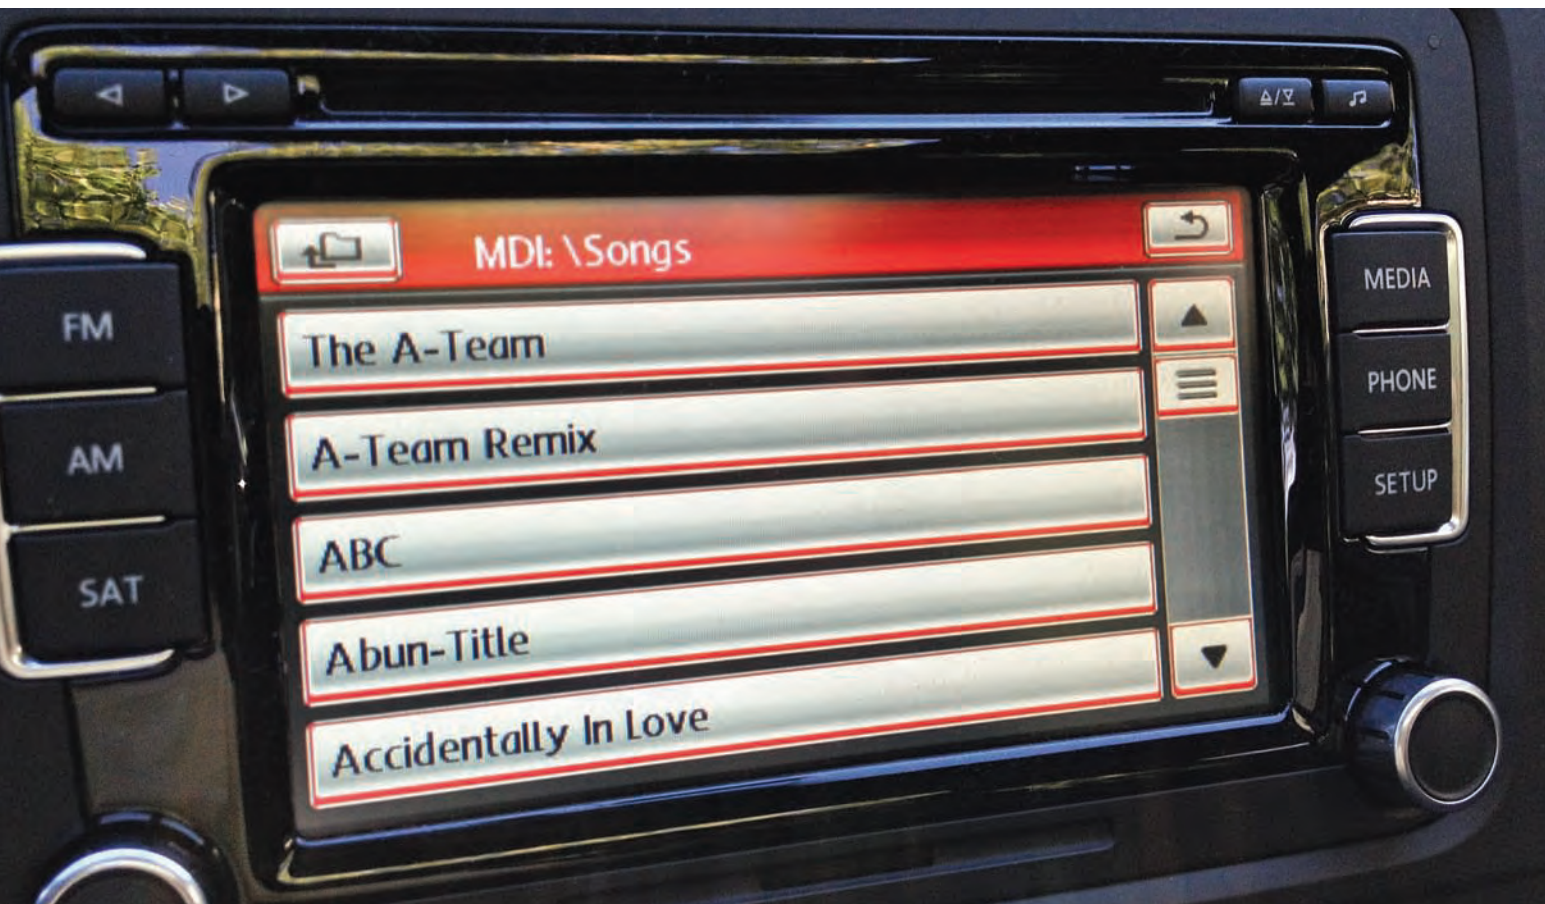 MDI: \Songs
The A-Team
A-Team Remix
ABC
Abun-Title
Accidentally In Love
FM
AM
SAT
MEDIA
PHONE
SETUP